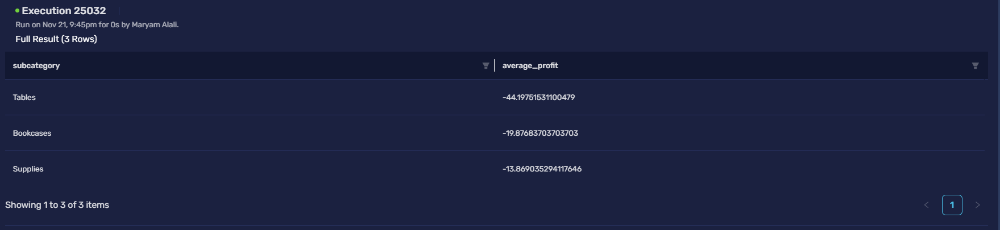 Execution 25032
Run on Nov 21, 9:45pm for 0s by Maryam Alali.
Full Result (3 Rows)
subcategory average_profit
Tables -44.19751531100479
Bookcases -19.87683703703703
Supplies -13.869035294117646
Showing 1 to 3 of 3 items < 1 >